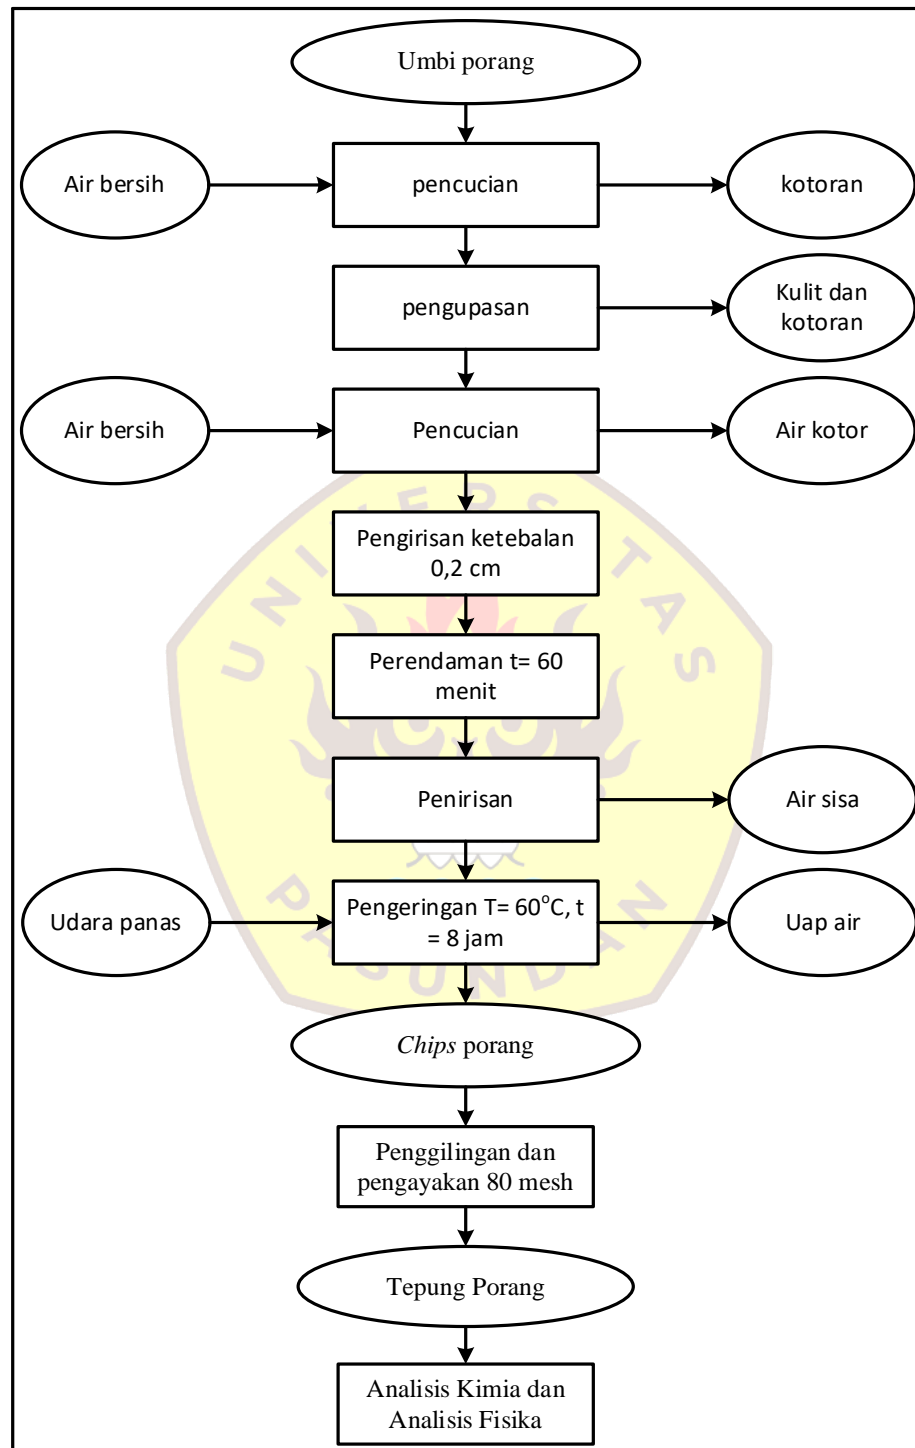 Umbi porang
Air bersih
pencucian
kotoran
pengupasan
Kulit dan
kotoran
Air bersih
Pencucian
Air kotor
Pengirisan ketebalan
0,2 cm
Perendaman t= 60
menit
Penirisan
Air sisa
Udara panas
Pengeringan T= 60°C, t
= 8 jam
Uap air
Chips porang
Penggilingan dan
pengayakan 80 mesh
Tepung Porang
Analisis Kimia dan
Analisis Fisika
UNIVERSITAS
PASUNDAN